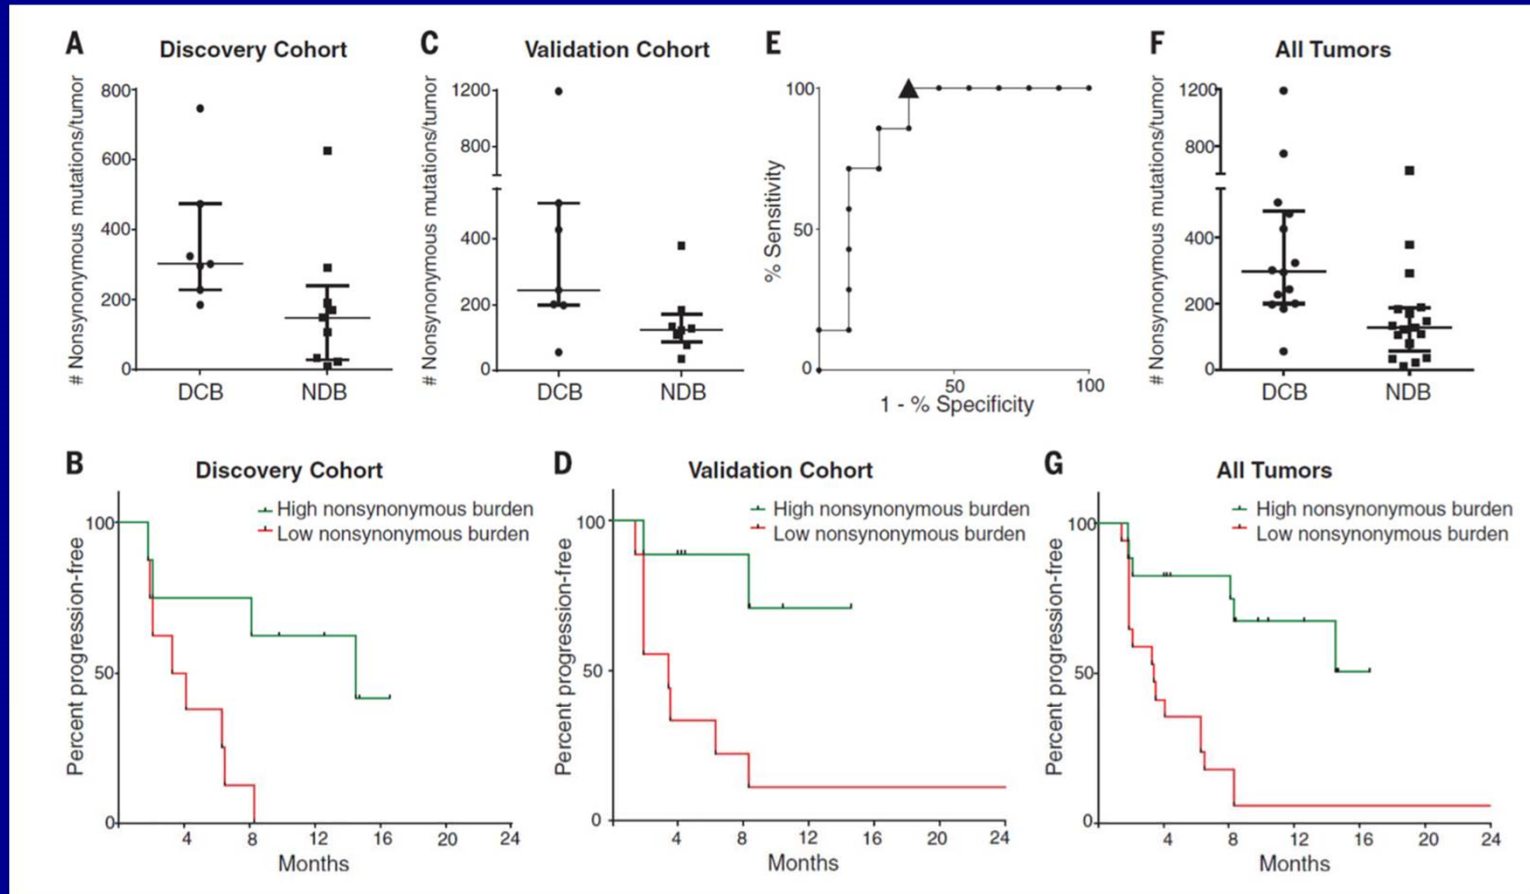 A
Discovery Cohort
# Nonsynonymous mutations/tumor
800
600
400
200
0
DCB
NDB
C
Validation Cohort
# Nonsynonymous mutations/tumor
1200
800
400
200
0
DCB
NDB
E
% Sensitivity
100
50
0
50
100
1 - % Specificity
F
All Tumors
# Nonsynonymous mutations/tumor
1200
800
400
200
0
DCB
NDB
B
Discovery Cohort
High nonsynonymous burden
Low nonsynonymous burden
Percent progression-free
100
50
0
4
8
12
16
20
24
Months
D
Validation Cohort
High nonsynonymous burden
Low nonsynonymous burden
Percent progression-free
100
50
0
4
8
12
16
20
24
Months
G
All Tumors
High nonsynonymous burden
Low nonsynonymous burden
Percent progression-free
100
50
0
4
8
12
16
20
24
Months